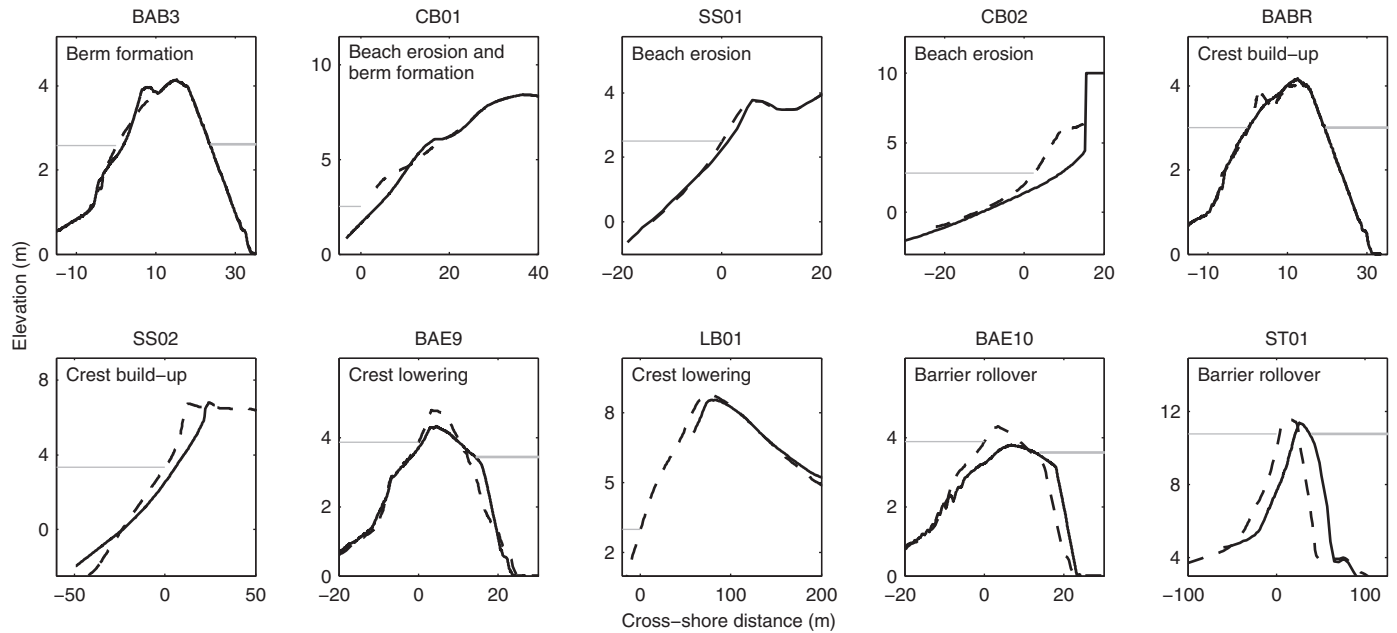 BAB3
Berm formation
4
2
0
−10
10
30
CB01
Beach erosion and
berm formation
10
5
0
0
20
40
SS01
Beach erosion
4
2
0
−20
0
20
CB02
Beach erosion
10
5
0
−20
0
20
BABR
Crest build−up
4
2
0
−10
10
30
Elevation (m)
SS02
Crest build−up
8
4
0
−50
0
50
BAE9
Crest lowering
4
2
0
−20
0
20
LB01
Crest lowering
8
5
2
0
100
200
BAE10
Barrier rollover
4
2
0
−20
0
20
ST01
Barrier rollover
12
8
4
−100
0
100
Cross−shore distance (m)